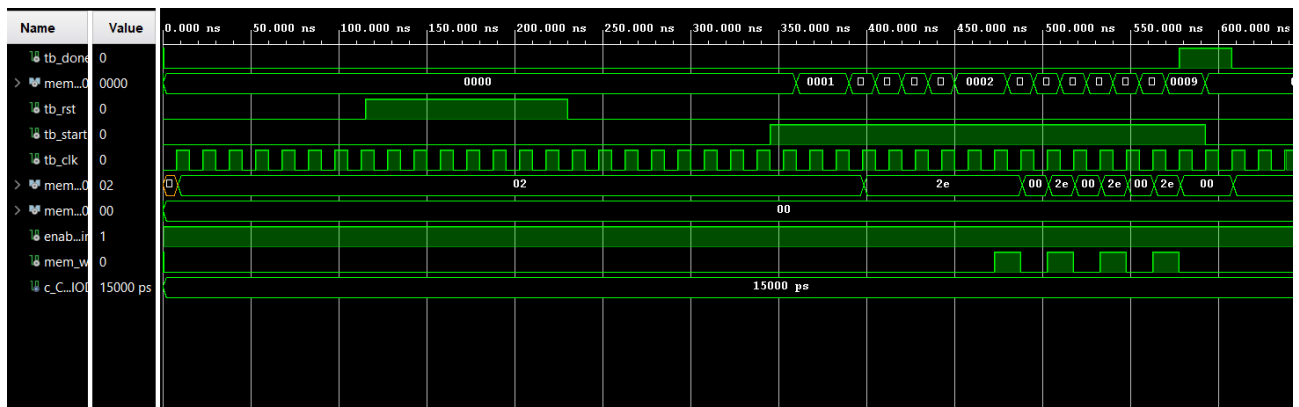 Name Value 0.000 ns 50.000 ns 100.000 ns 150.000 ns 200.000 ns 250.000 ns 300.000 ns 350.000 ns 400.000 ns 450.000 ns 500.000 ns 550.000 ns 600.000 ns
tb_done 0
mem...0 0000 0000 0001 0002 0009
tb_rst 0
tb_start 0
tb_clk 0
mem...0 02 02 2e 00 2e 00 2e 00 2e 00
mem...0 00 00
enab...ir 1
mem_w 0
c_C...IOD 15000 ps 15000 ps